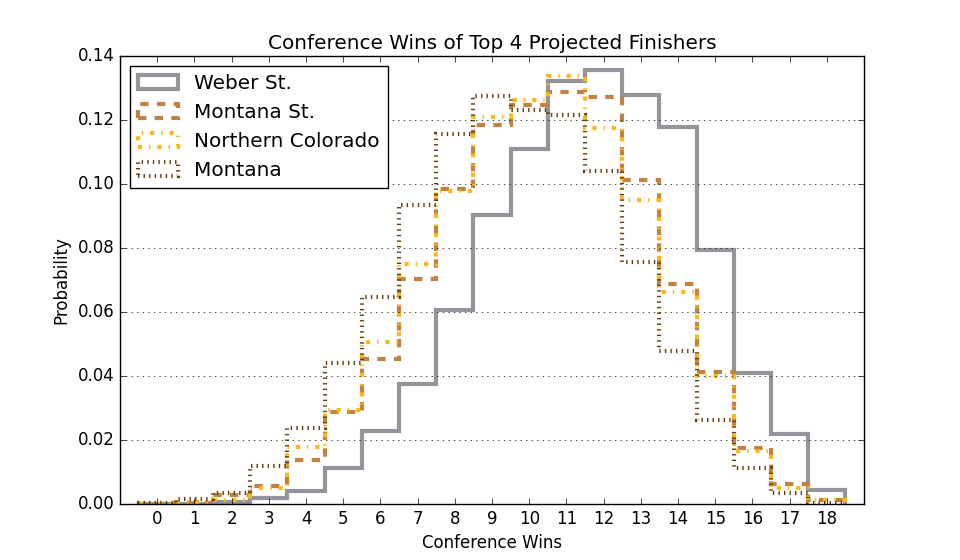 Conference Wins of Top 4 Projected Finishers
0.14
0.12
0.10
0.08
0.06
0.04
0.02
0.00
Probability
Weber St.
Montana St.
Northern Colorado
Montana
0 1 2 3 4 5 6 7 8 9 10 11 12 13 14 15 16 17 18
Conference Wins